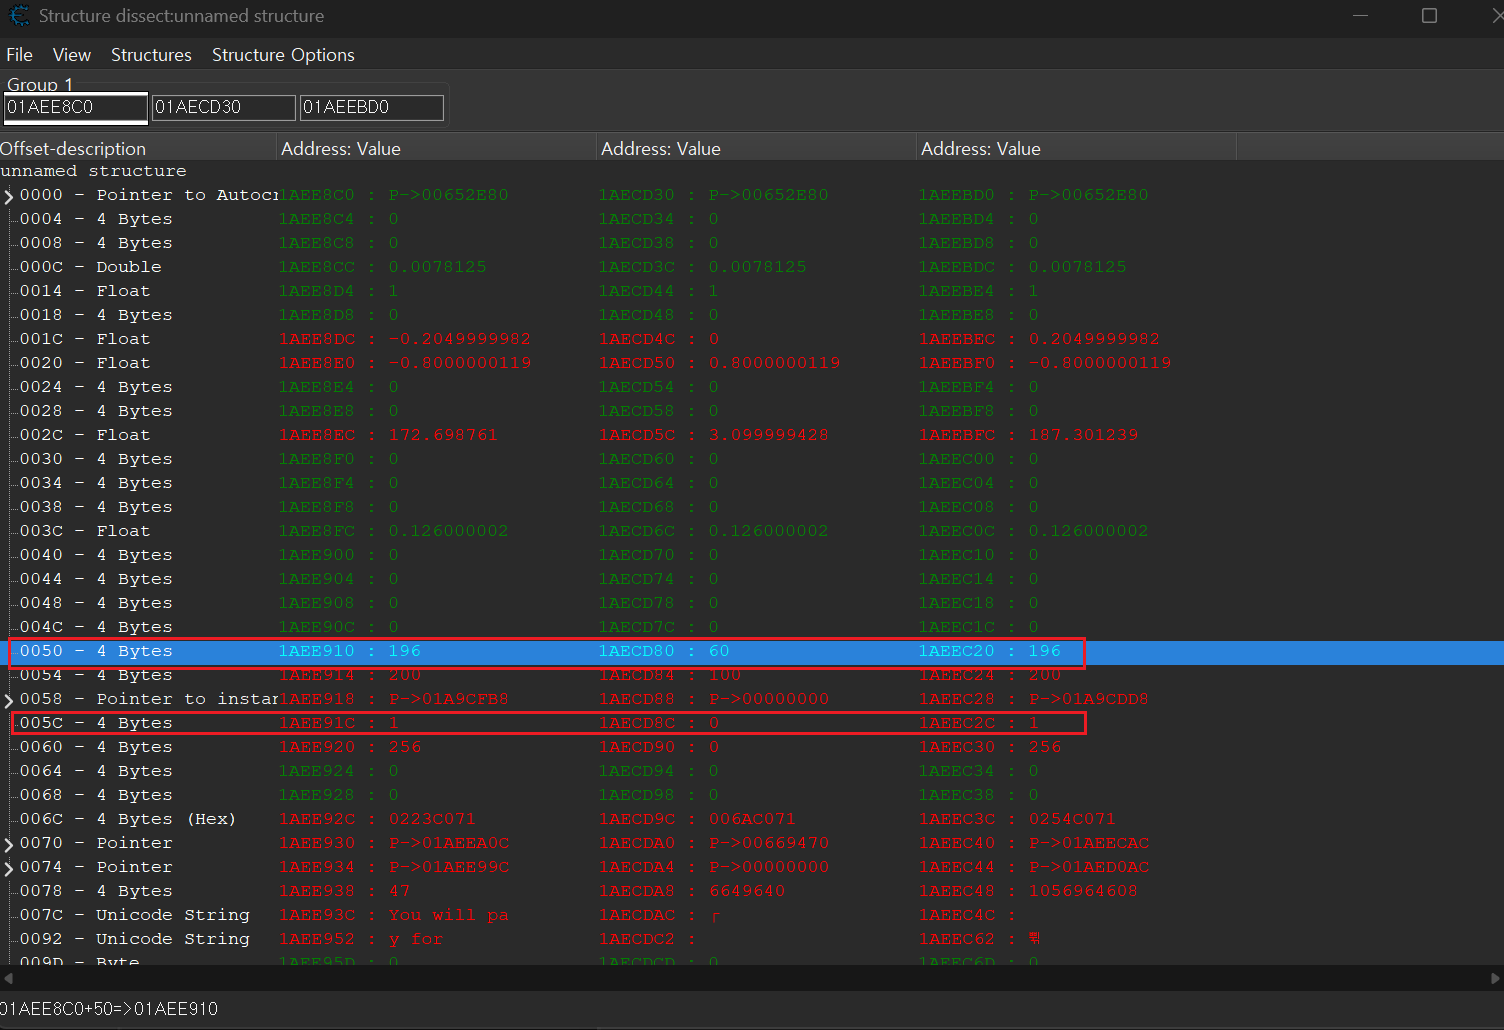 Structure dissect:unnamed structure
File View Structures Structure Options
Group 1
01AEE8C0 01AECD30 01AEEBD0
Offset-description Address: Value Address: Value Address: Value
unnamed structure
0000 - Pointer to Autocr 1AEE8C0 : P->00652E80 1AECD30 : P->00652E80 1AEEBD0 : P->00652E80
0004 - 4 Bytes 1AEE8C4 : 0 1AECD34 : 0 1AEEBD4 : 0
0008 - 4 Bytes 1AEE8C8 : 0 1AECD38 : 0 1AEEBD8 : 0
000C - Double 1AEE8CC : 0.0078125 1AECD3C : 0.0078125 1AEEBDC : 0.0078125
0014 - Float 1AEE8D4 : 1 1AECD44 : 1 1AEEBE4 : 1
0018 - 4 Bytes 1AEE8D8 : 0 1AECD48 : 0 1AEEBE8 : 0
001C - Float 1AEE8DC : -0.2049999982 1AECD4C : 0 1AEEBEC : 0.2049999982
0020 - Float 1AEE8E0 : -0.8000000119 1AECD50 : 0.8000000119 1AEEBF0 : -0.8000000119
0024 - 4 Bytes 1AEE8E4 : 0 1AECD54 : 0 1AEEBF4 : 0
0028 - 4 Bytes 1AEE8E8 : 0 1AECD58 : 0 1AEEBF8 : 0
002C - Float 1AEE8EC : 172.698761 1AECD5C : 3.099999428 1AEEBFC : 187.301239
0030 - 4 Bytes 1AEE8F0 : 0 1AECD60 : 0 1AEEC00 : 0
0034 - 4 Bytes 1AEE8F4 : 0 1AECD64 : 0 1AEEC04 : 0
0038 - 4 Bytes 1AEE8F8 : 0 1AECD68 : 0 1AEEC08 : 0
003C - Float 1AEE8FC : 0.126000002 1AECD6C : 0.126000002 1AEEC0C : 0.126000002
0040 - 4 Bytes 1AEE900 : 0 1AECD70 : 0 1AEEC10 : 0
0044 - 4 Bytes 1AEE904 : 0 1AECD74 : 0 1AEEC14 : 0
0048 - 4 Bytes 1AEE908 : 0 1AECD78 : 0 1AEEC18 : 0
004C - 4 Bytes 1AEE90C : 0 1AECD7C : 0 1AEEC1C : 0
0050 - 4 Bytes 1AEE910 : 196 1AECD80 : 60 1AEEC20 : 196
0054 - 4 Bytes 1AEE914 : 200 1AECD84 : 100 1AEEC24 : 200
0058 - Pointer to instar 1AEE918 : P->01A9CFB8 1AECD88 : P->00000000 1AEEC28 : P->01A9CDD8
005C - 4 Bytes 1AEE91C : 1 1AECD8C : 0 1AEEC2C : 1
0060 - 4 Bytes 1AEE920 : 256 1AECD90 : 0 1AEEC30 : 256
0064 - 4 Bytes 1AEE924 : 0 1AECD94 : 0 1AEEC34 : 0
0068 - 4 Bytes 1AEE928 : 0 1AECD98 : 0 1AEEC38 : 0
006C - 4 Bytes (Hex) 1AEE92C : 0223C071 1AECD9C : 006AC071 1AEEC3C : 0254C071
0070 - Pointer 1AEE930 : P->01AEEA0C 1AECDA0 : P->00669470 1AEEC40 : P->01AEECAC
0074 - Pointer 1AEE934 : P->01AEE99C 1AECDA4 : P->00000000 1AEEC44 : P->01AED0AC
0078 - 4 Bytes 1AEE938 : 47 1AECDA8 : 6649640 1AEEC48 : 1056964608
007C - Unicode String 1AEE93C : You will pa 1AECDAC : ┌ 1AEEC4C :
0092 - Unicode String 1AEE952 : y for 1AECDC2 : 1AEEC62 :
009D - Byte 1AEE95D : 0 1AECDCD : 0 1AEEC6D : 0
01AEE8C0+50=>01AEE910